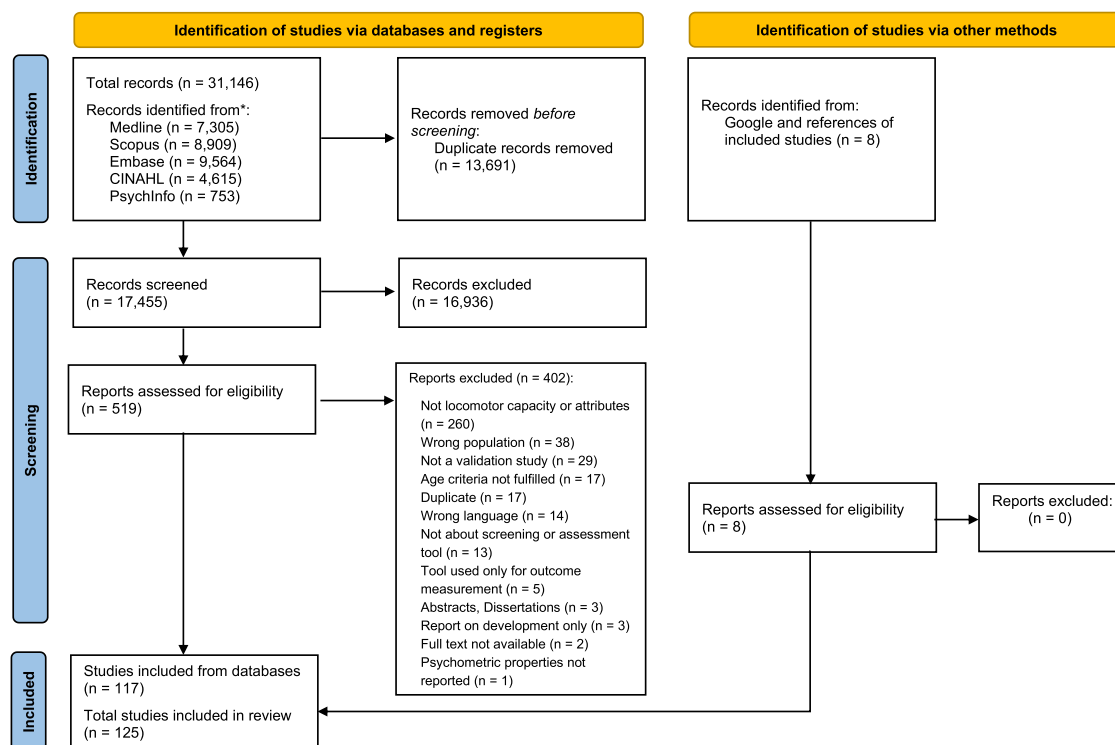 Identification of studies via databases and registers
Identification of studies via other methods
Identification
Total records (n = 31,146)
Records identified from*:
Medline (n = 7,305)
Scopus (n = 8,909)
Embase (n = 9,564)
CINAHL (n = 4,615)
PsychInfo (n = 753)
Records removed before
screening:
Duplicate records removed
(n = 13,691)
Records identified from:
Google and references of
included studies (n = 8)
Screening
Records screened
(n = 17,455)
Records excluded
(n = 16,936)
Reports assessed for eligibility
(n = 519)
Reports excluded (n = 402):
Not locomotor capacity or attributes
(n = 260)
Wrong population (n = 38)
Not a validation study (n = 29)
Age criteria not fulfilled (n = 17)
Duplicate (n = 17)
Wrong language (n = 14)
Not about screening or assessment
tool (n = 13)
Tool used only for outcome
measurement (n = 5)
Abstracts, Dissertations (n = 3)
Report on development only (n = 3)
Full text not available (n = 2)
Psychometric properties not
reported (n = 1)
Reports assessed for eligibility
(n = 8)
Reports excluded:
(n = 0)
Included
Studies included from databases
(n = 117)
Total studies included in review
(n = 125)